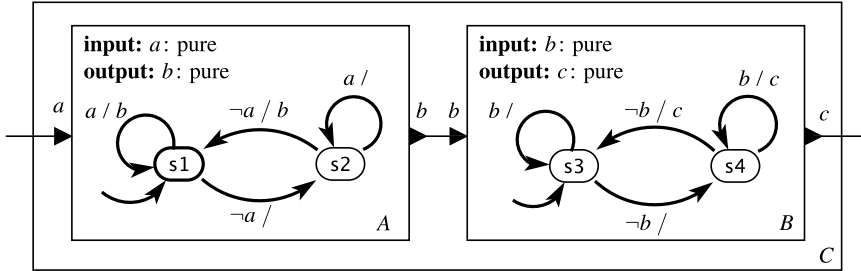 input: a: pure
output: b: pure
a
a / b
¬a / b
a /
s1
s2
¬a /
A
b
b
input: b: pure
output: c: pure
b /
¬b / c
b / c
s3
s4
¬b /
B
c
C